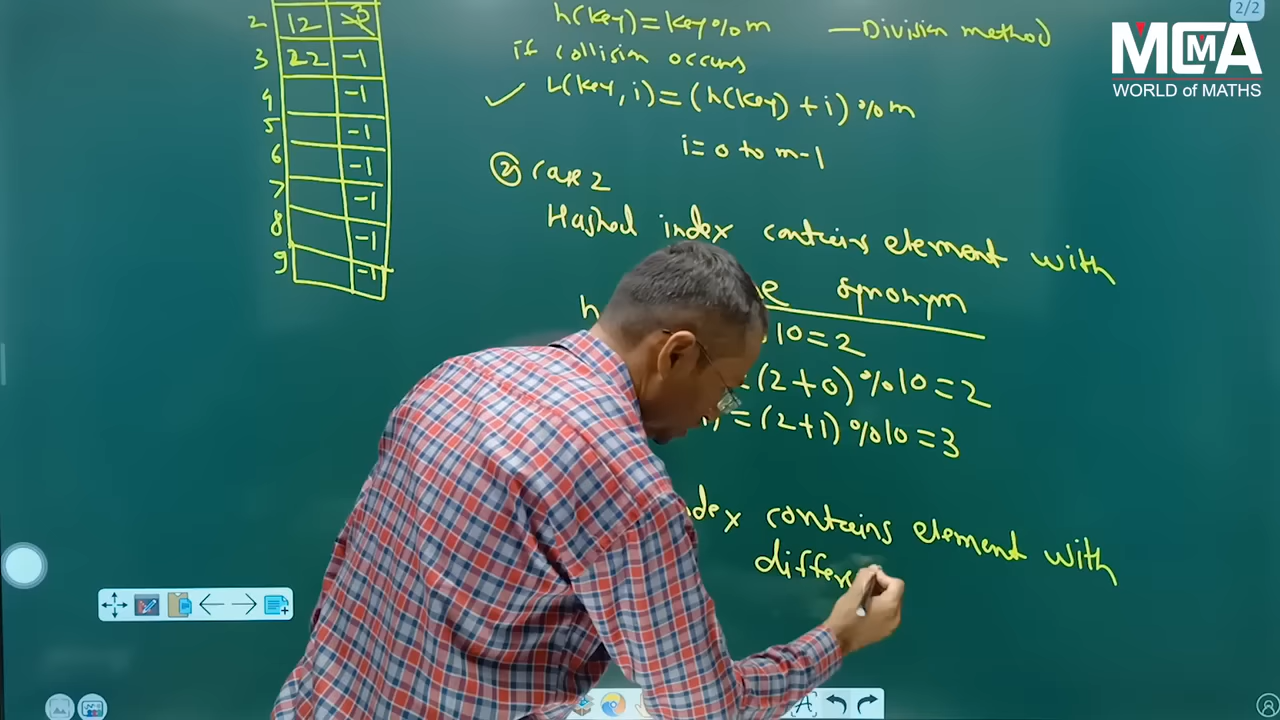 2/2
MCMA
WORLD of MATHS
2 12 3
3 22 -1
4 -1
5 -1
6 -1
7 -1
8 -1
9 -1
h(key)=key%m —Division method
if collision occurs
✓ h(key, i)=(h(key)+i)%m
i=0 to m-1
② case 2
Hashed index contains element with
synonym
10=2
=(2+0)%10=2
=(2+1)%10=3
contains element with